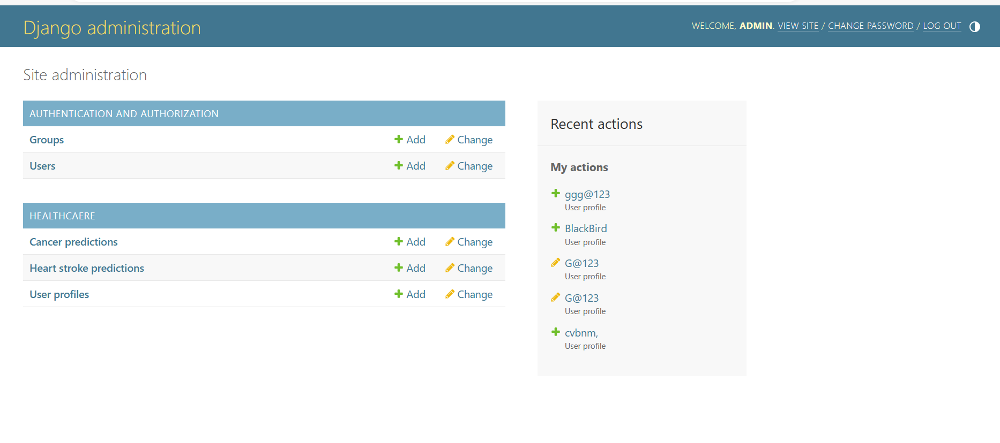 Django administration
WELCOME, ADMIN. VIEW SITE / CHANGE PASSWORD / LOG OUT
Site administration
AUTHENTICATION AND AUTHORIZATION
Groups Add Change
Users Add Change
HEALTHCAERE
Cancer predictions Add Change
Heart stroke predictions Add Change
User profiles Add Change
Recent actions
My actions
ggg@123
User profile
BlackBird
User profile
G@123
User profile
G@123
User profile
cvbnm,
User profile